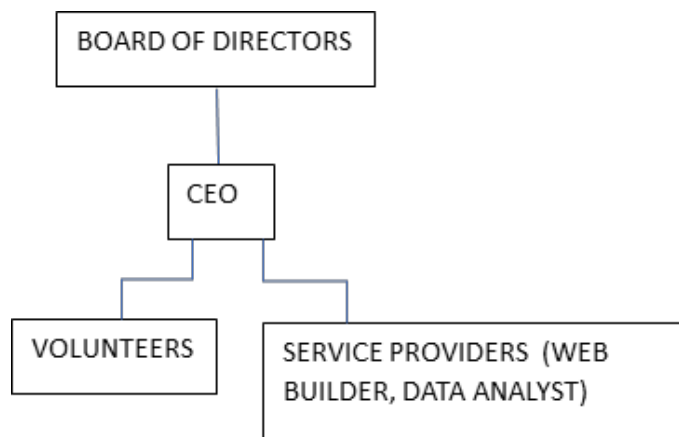 BOARD OF DIRECTORS
CEO
VOLUNTEERS
SERVICE PROVIDERS (WEB
BUILDER, DATA ANALYST)